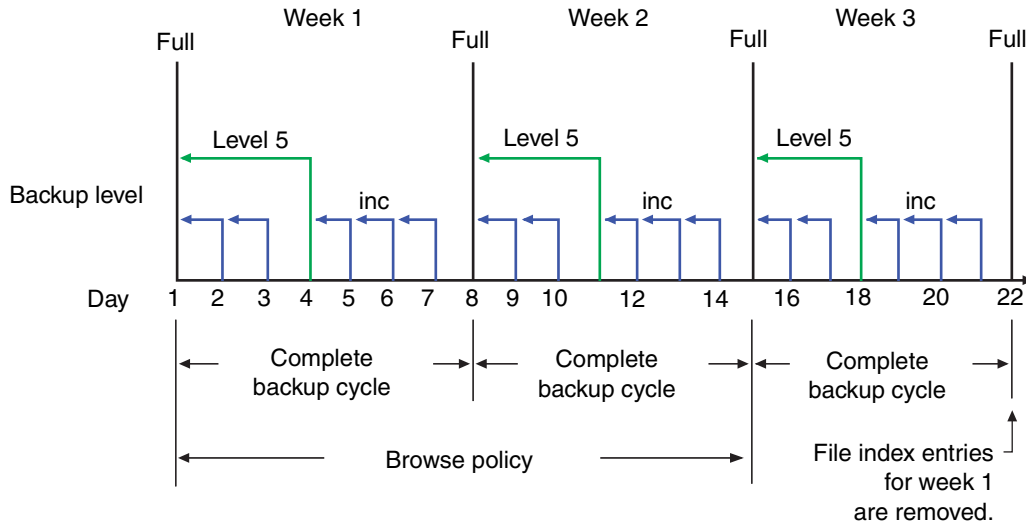 Week 1
Week 2
Week 3
Full
Full
Full
Full
Level 5
Level 5
Level 5
Backup level
inc
inc
inc
Day
1
2
3
4
5
6
7
8
9
10
12
14
16
18
20
22
Complete
backup cycle
Complete
backup cycle
Complete
backup cycle
Browse policy
File index entries
for week 1
are removed.